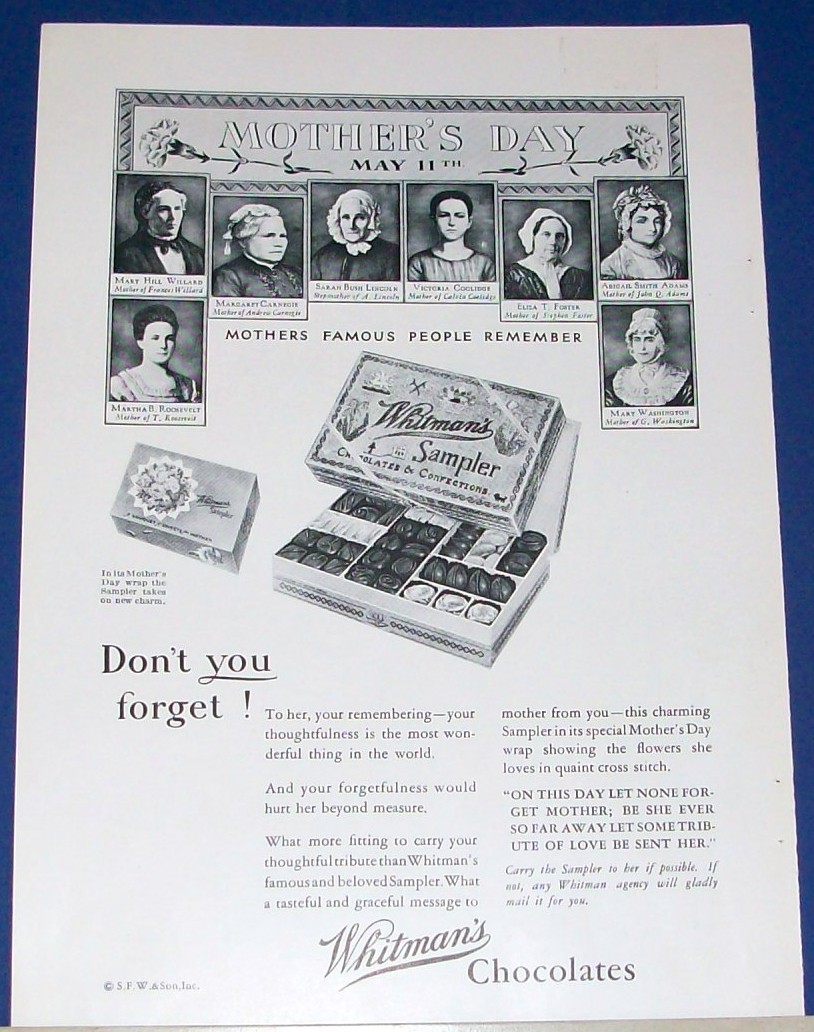 MOTHER'S DAY
MAY 11TH.
MARY HILL WILLARD
Mother of Frances Willard
MARGARET CARNEGIE
Mother of Andrew Carnegie
SARAH BUSH LINCOLN
Stepmother of A. Lincoln
VICTORIA COOLIDGE
Mother of Calvin Coolidge
ELIZA T. FOSTER
Mother of Stephen Foster
ABIGAIL SMITH ADAMS
Mother of John Q. Adams
MARTHA B. ROOSEVELT
Mother of T. Roosevelt
MARY WASHINGTON
Mother of G. Washington
MOTHERS FAMOUS PEOPLE REMEMBER
Whitman's
Sampler
CHOCOLATES & CONFECTIONS
Whitman's
Sampler
In its Mother's
Day wrap the
Sampler takes
on new charm.
Don't you
forget !
To her, your remembering—your
thoughtfulness is the most won-
derful thing in the world.
And your forgetfulness would
hurt her beyond measure.
What more fitting to carry your
thoughtful tribute than Whitman's
famous and beloved Sampler. What
a tasteful and graceful message to
mother from you—this charming
Sampler in its special Mother's Day
wrap showing the flowers she
loves in quaint cross stitch.
"ON THIS DAY LET NONE FOR-
GET MOTHER; BE SHE EVER
SO FAR AWAY LET SOME TRIB-
UTE OF LOVE BE SENT HER."
Carry the Sampler to her if possible. If
not, any Whitman agency will gladly
mail it for you.
Whitman's
Chocolates
© S.F.W.&Son,Inc.